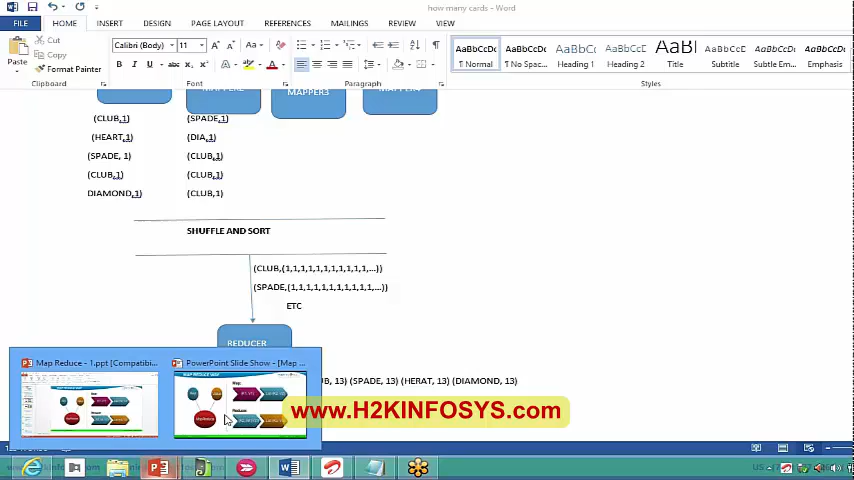 how many cards - Word
FILE HOME INSERT DESIGN PAGE LAYOUT REFERENCES MAILINGS REVIEW VIEW
Cut
Copy
Format Painter
Paste
Calibri (Body) 11
AaBbCcDc AaBbCcDc AaBbCc AaBbCcD AaBI AaBbCcD AaBbCcDc
¶ Normal ¶ No Spac... Heading 1 Heading 2 Title Subtitle Subtle Em... Emphasis
Clipboard Font Paragraph Styles
MAPPER3
(CLUB,1) (SPADE,1)
(HEART,1) (DIA,1)
(SPADE, 1) (CLUB,1)
(CLUB,1) (CLUB,1)
DIAMOND,1) (CLUB,1)
SHUFFLE AND SORT
(CLUB,(1,1,1,1,1,1,1,1,1,1,...))
(SPADE,(1,1,1,1,1,1,1,1,1,1,...))
ETC
REDUCER
Map Reduce - 1.ppt [Compatibi... PowerPoint Slide Show - [Map ...
UB, 13) (SPADE, 13) (HERAT, 13) (DIAMOND, 13)
www.H2KINFOSYS.com